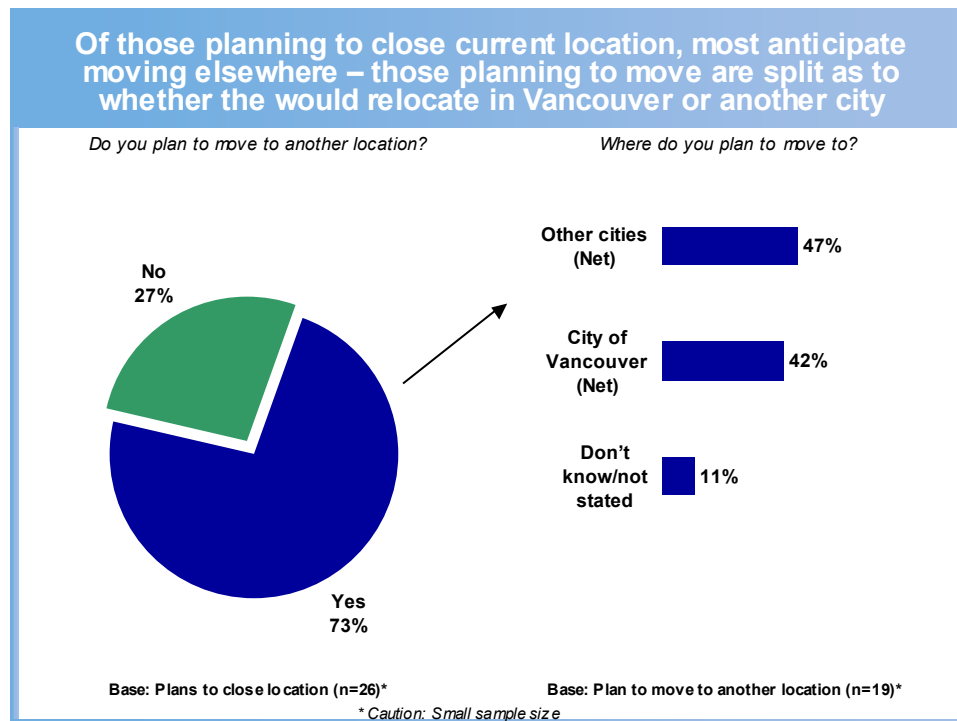 Of those planning to close current location, most anticipate
moving elsewhere – those planning to move are split as to
whether the would relocate in Vancouver or another city
Do you plan to move to another location?
No
27%
Yes
73%
Base: Plans to close location (n=26)*
Where do you plan to move to?
Other cities
(Net)
47%
City of
Vancouver
(Net)
42%
Don't
know/not
stated
11%
Base: Plan to move to another location (n=19)*
* Caution: Small sample size